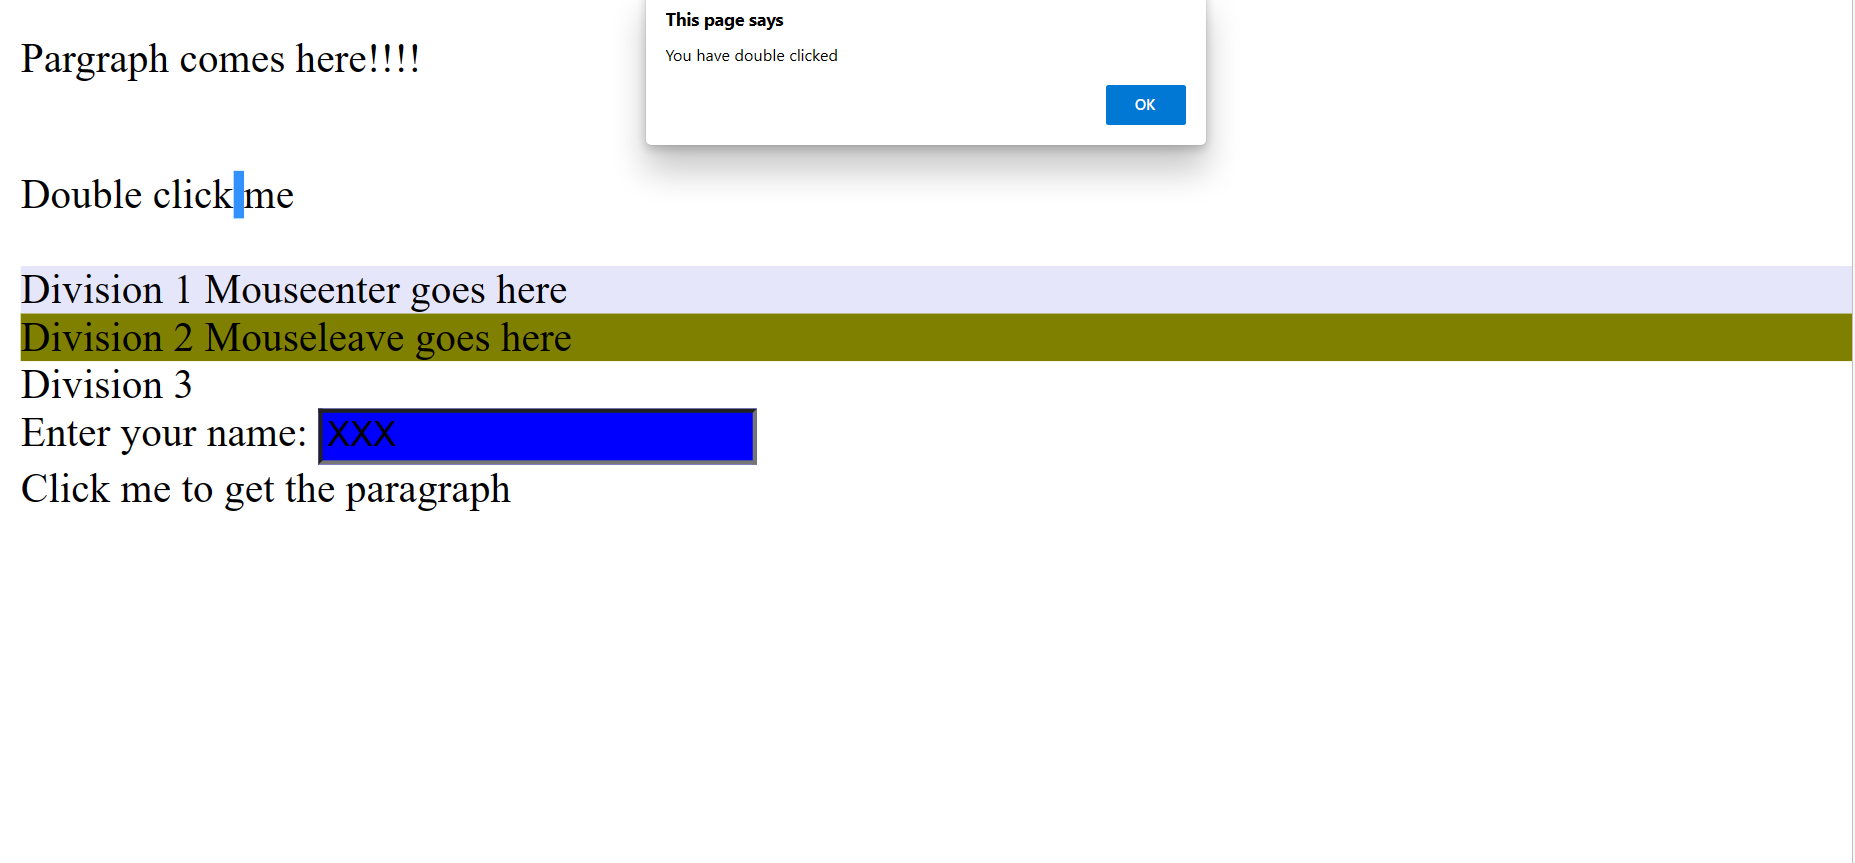 This page says
You have double clicked
OK
Pargraph comes here!!!!
Double click me
Division 1 Mouseenter goes here
Division 2 Mouseleave goes here
Division 3
Enter your name: XXX
Click me to get the paragraph